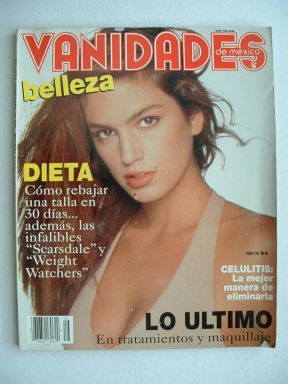 VANIDADES
de méxico
belleza
DIETA
Cómo rebajar
una talla en
30 días...
además, las
infalibles
"Scarsdale" y
"Weight
Watchers"
CELULITIS:
La mejor
manera de
eliminarla
LO ULTIMO
En tratamientos y maquillaje